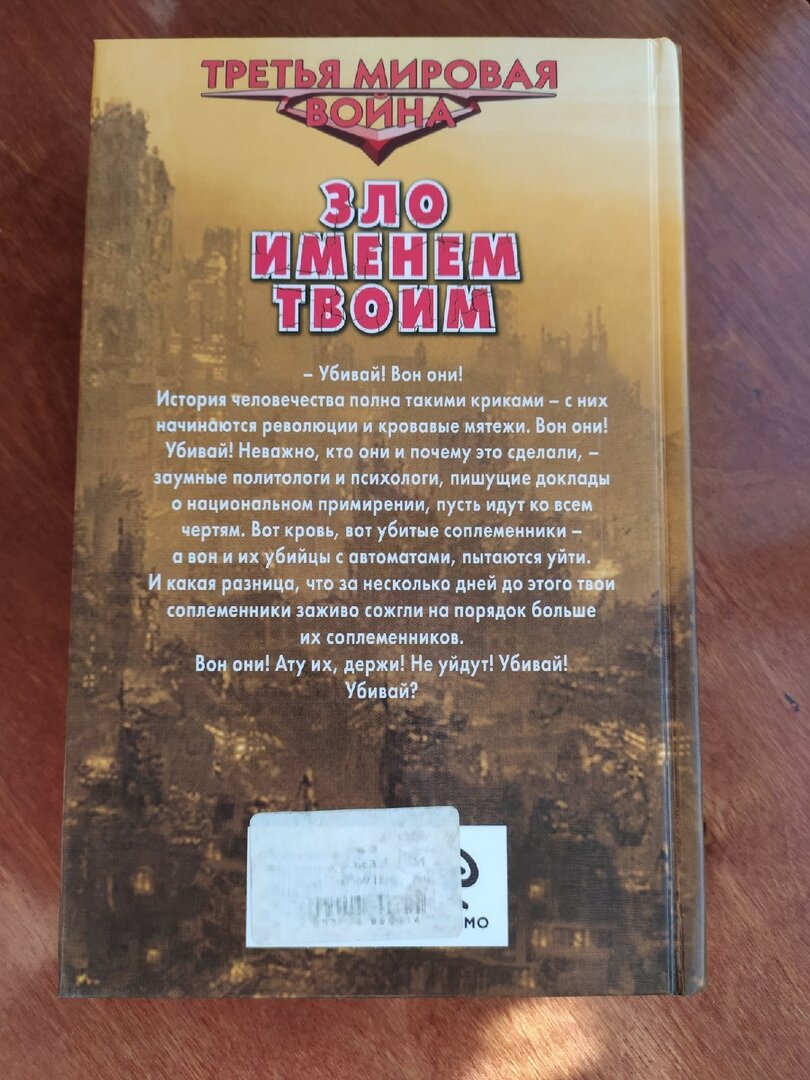 ТРЕТЬЯ МИРОВАЯ
ВОЙНА
ЗЛО
ИМЕНЕМ
ТВОИМ
– Убивай! Вон они!
История человечества полна такими криками – с них
начинаются революции и кровавые мятежи. Вон они!
Убивай! Неважно, кто они и почему это сделали, –
заумные политологи и психологи, пишущие доклады
о национальном примирении, пусть идут ко всем
чертям. Вот кровь, вот убитые соплеменники –
а вон и их убийцы с автоматами, пытаются уйти.
И какая разница, что за несколько дней до этого твои
соплеменники заживо сожгли на порядок больше
их соплеменников.
Вон они! Ату их, держи! Не уйдут! Убивай!
Убивай?
МО